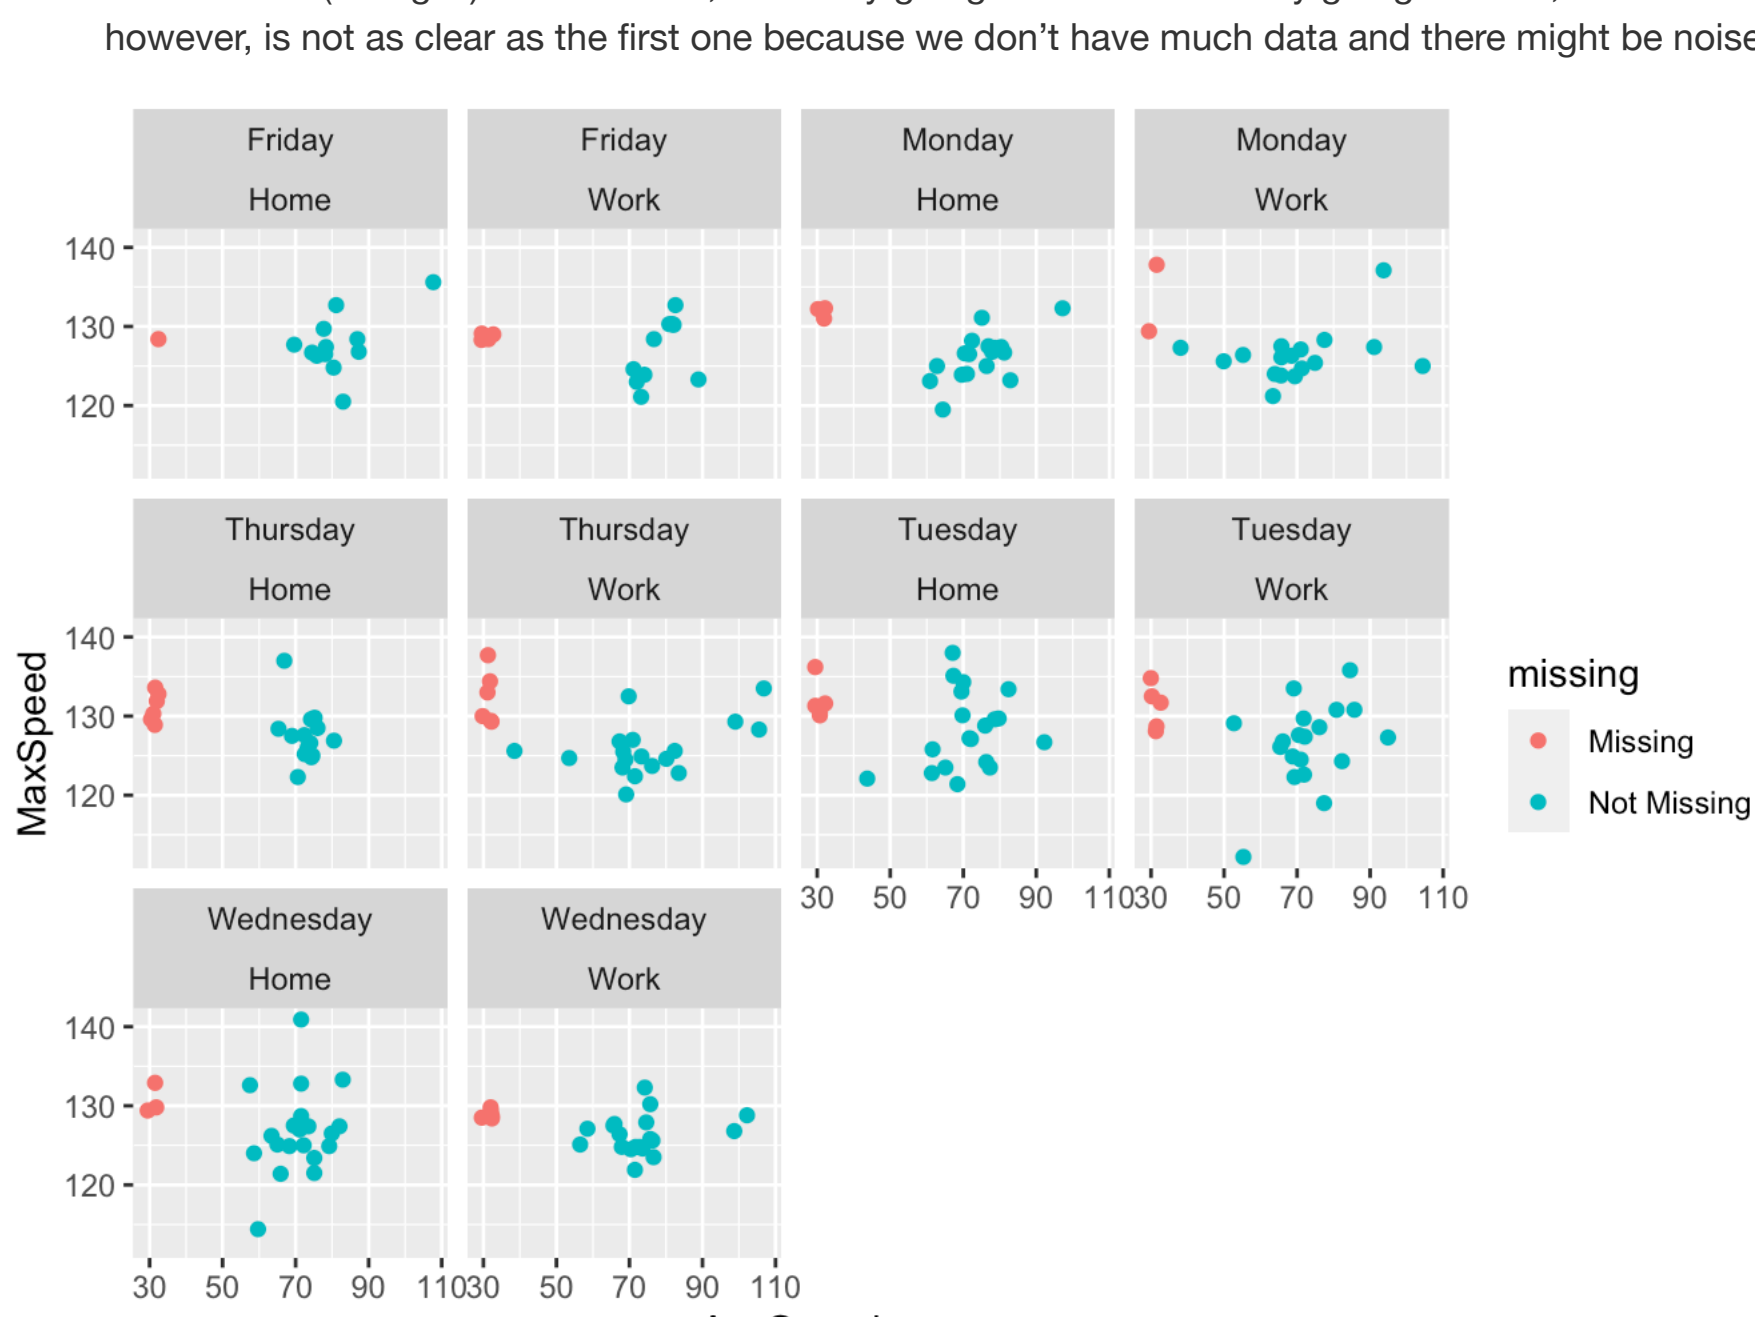 however, is not as clear as the first one because we don't have much data and there might be noise
Friday Friday Monday Monday
Home Work Home Work
140
130
120
Thursday Thursday Tuesday Tuesday
Home Work Home Work
140
130
120
MaxSpeed
missing
Missing
Not Missing
30 50 70 90 110 30 50 70 90 110
Wednesday Wednesday
Home Work
140
130
120
30 50 70 90 110 30 50 70 90 110